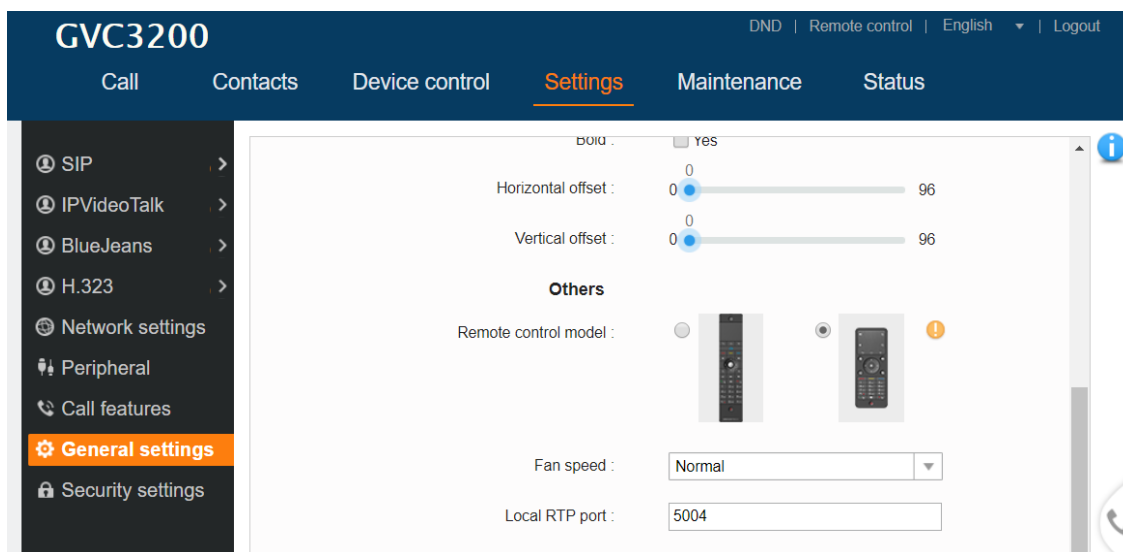 GVC3200
DND | Remote control | English | Logout
Call Contacts Device control Settings Maintenance Status
SIP
IPVideoTalk
BlueJeans
H.323
Network settings
Peripheral
Call features
General settings
Security settings
Bold : Yes
0
Horizontal offset : 0 96
0
Vertical offset : 0 96
Others
Remote control model :
Fan speed : Normal
Local RTP port : 5004